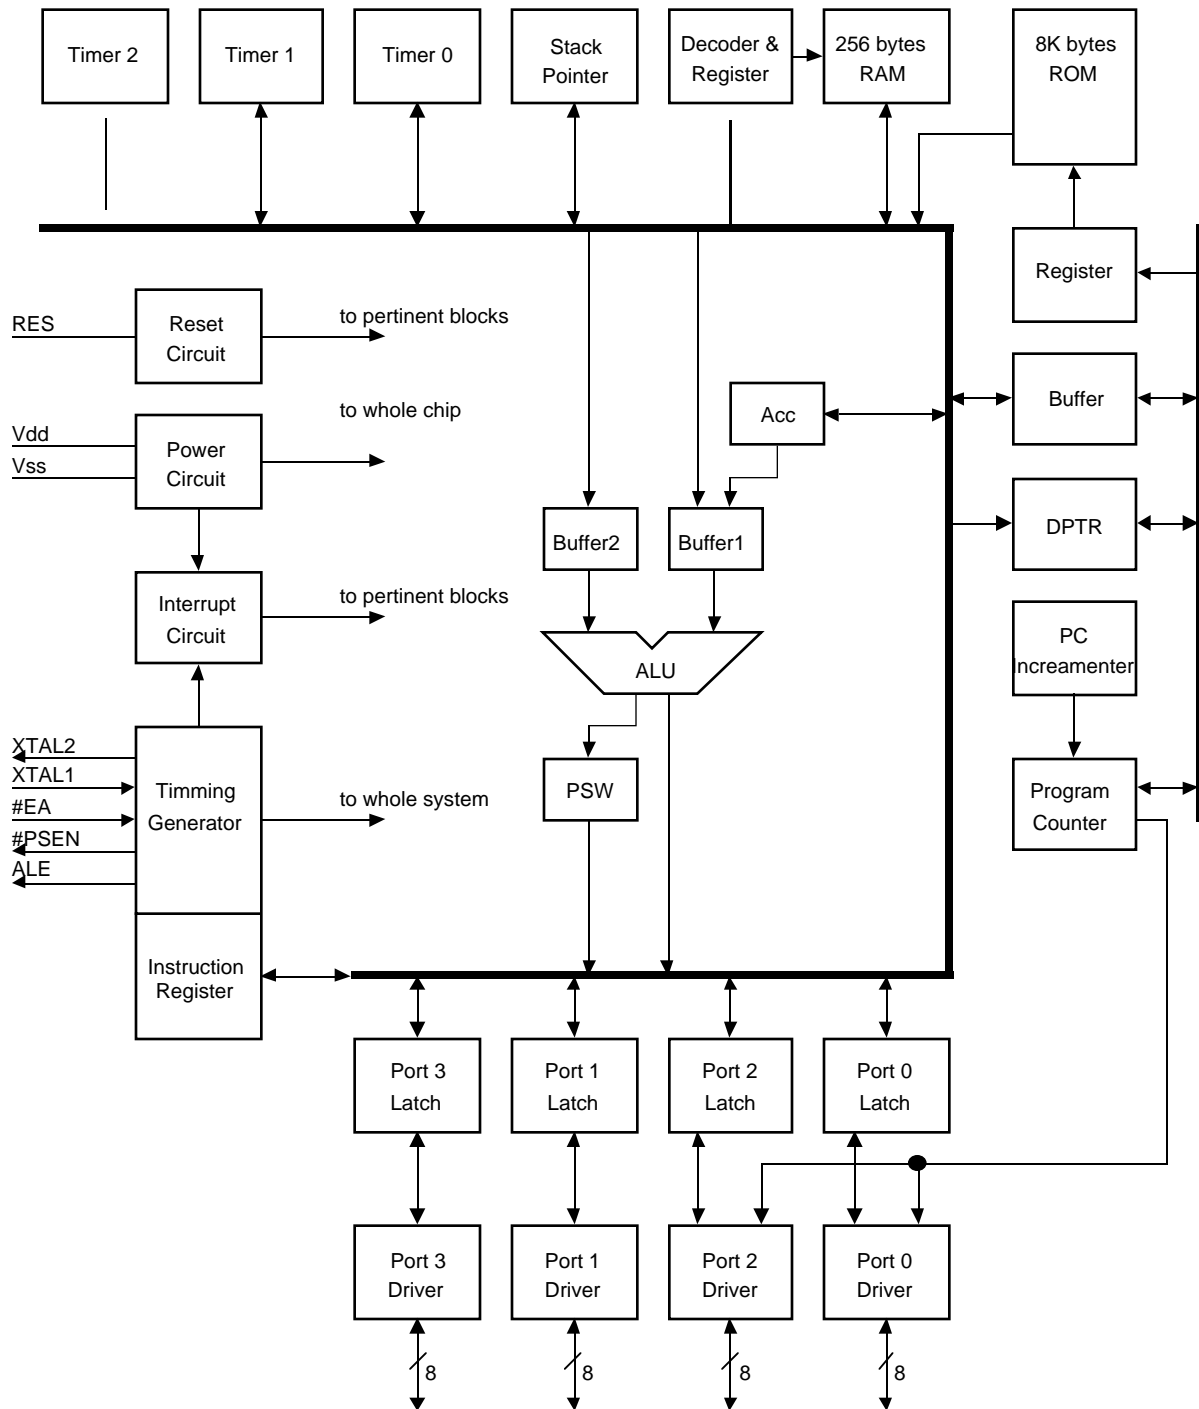 Timer 2
Timer 1
Timer 0
Stack
Pointer
Decoder &
Register
256 bytes
RAM
8K bytes
ROM
Register
RES
Reset
Circuit
to pertinent blocks
Buffer
Acc
to whole chip
Vdd
Vss
Power
Circuit
Buffer2
Buffer1
DPTR
Interrupt
Circuit
to pertinent blocks
ALU
PC
Increamenter
XTAL2
XTAL1
#EA
#PSEN
ALE
Timming
Generator
to whole system
PSW
Program
Counter
Instruction
Register
Port 3
Latch
Port 1
Latch
Port 2
Latch
Port 0
Latch
Port 3
Driver
Port 1
Driver
Port 2
Driver
Port 0
Driver
8
8
8
8